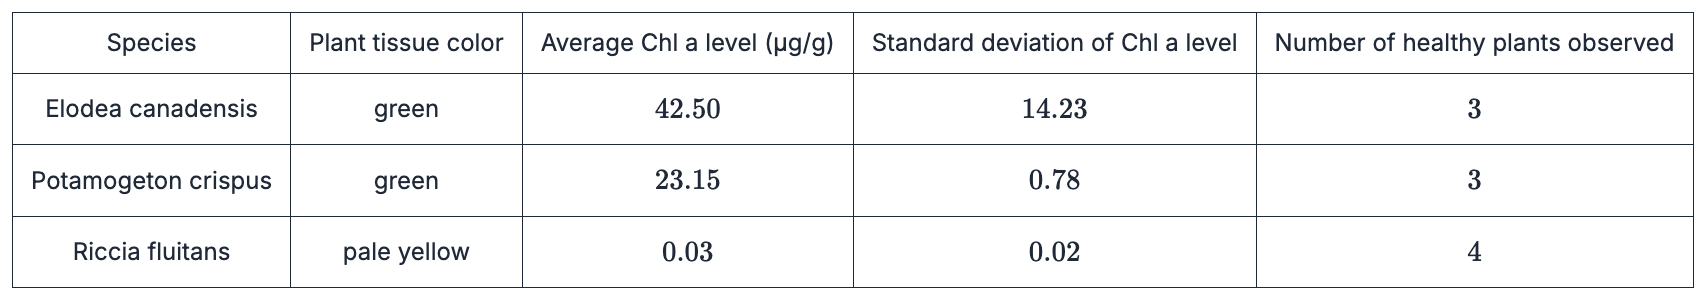 Species Plant tissue color Average Chl a level (µg/g) Standard deviation of Chl a level Number of healthy plants observed
Elodea canadensis green 42.50 14.23 3
Potamogeton crispus green 23.15 0.78 3
Riccia fluitans pale yellow 0.03 0.02 4